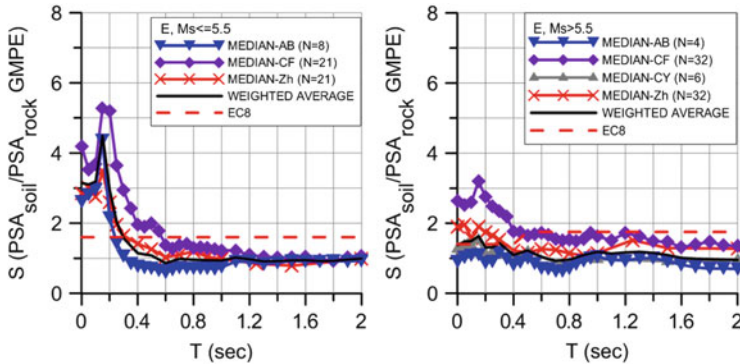 E, Ms<=5.5
MEDIAN-AB (N=8)
MEDIAN-CF (N=21)
MEDIAN-Zh (N=21)
WEIGHTED AVERAGE
EC8
S (PSAsoil/PSArock GMPE)
8
6
4
2
0
0 0.4 0.8 1.2 1.6 2
T (sec)
E, Ms>5.5
MEDIAN-AB (N=4)
MEDIAN-CF (N=32)
MEDIAN-CY (N=6)
MEDIAN-Zh (N=32)
WEIGHTED AVERAGE
EC8
S (PSAsoil/PSArock GMPE)
8
6
4
2
0
0 0.4 0.8 1.2 1.6 2
T (sec)